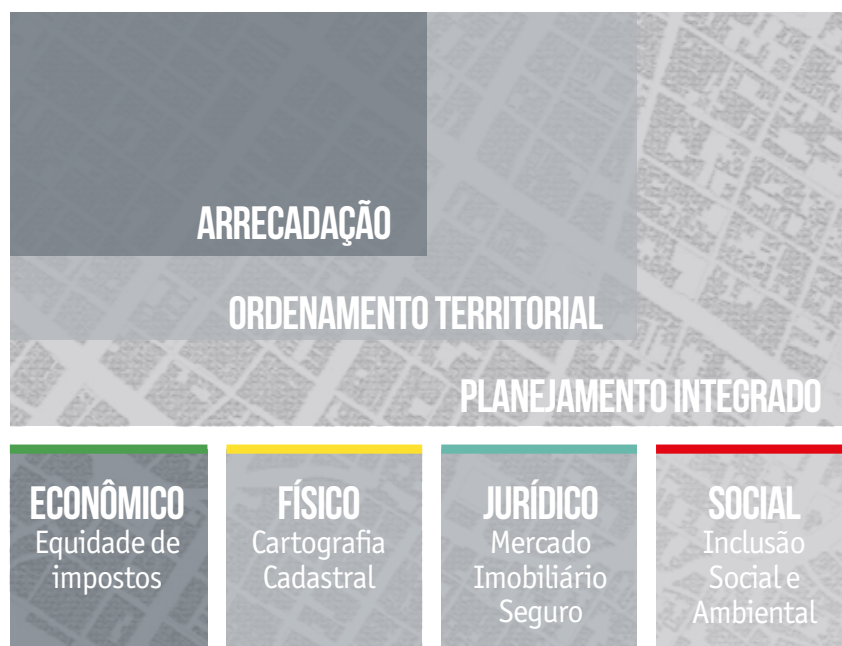 ARRECADAÇÃO
ORDENAMENTO TERRITORIAL
PLANEJAMENTO INTEGRADO
ECONÔMICO
Equidade de
impostos
FÍSICO
Cartografia
Cadastral
JURÍDICO
Mercado
Imobiliário
Seguro
SOCIAL
Inclusão
Social e
Ambiental